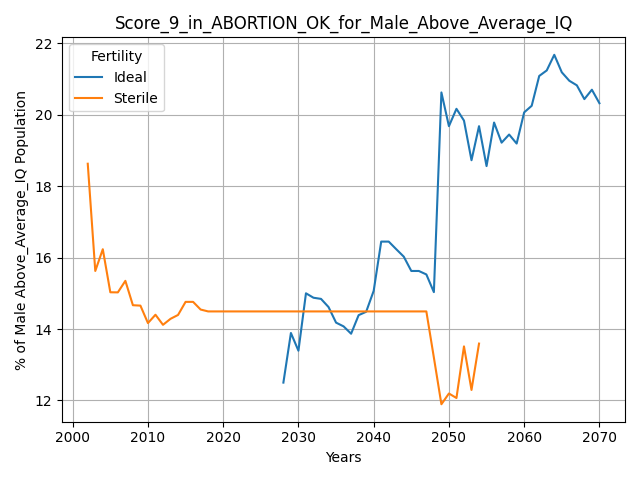 Score_9_in_ABORTION_OK_for_Male_Above_Average_IQ
Fertility
Ideal
Sterile
% of Male Above_Average_IQ Population
22
20
18
16
14
12
2000 2010 2020 2030 2040 2050 2060 2070
Years